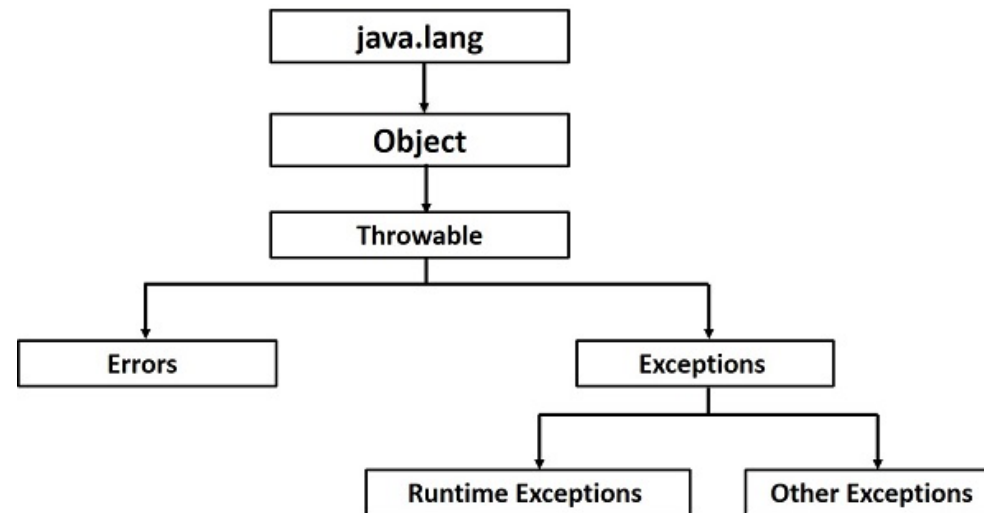 java.lang
Object
Throwable
Errors
Exceptions
Runtime Exceptions
Other Exceptions